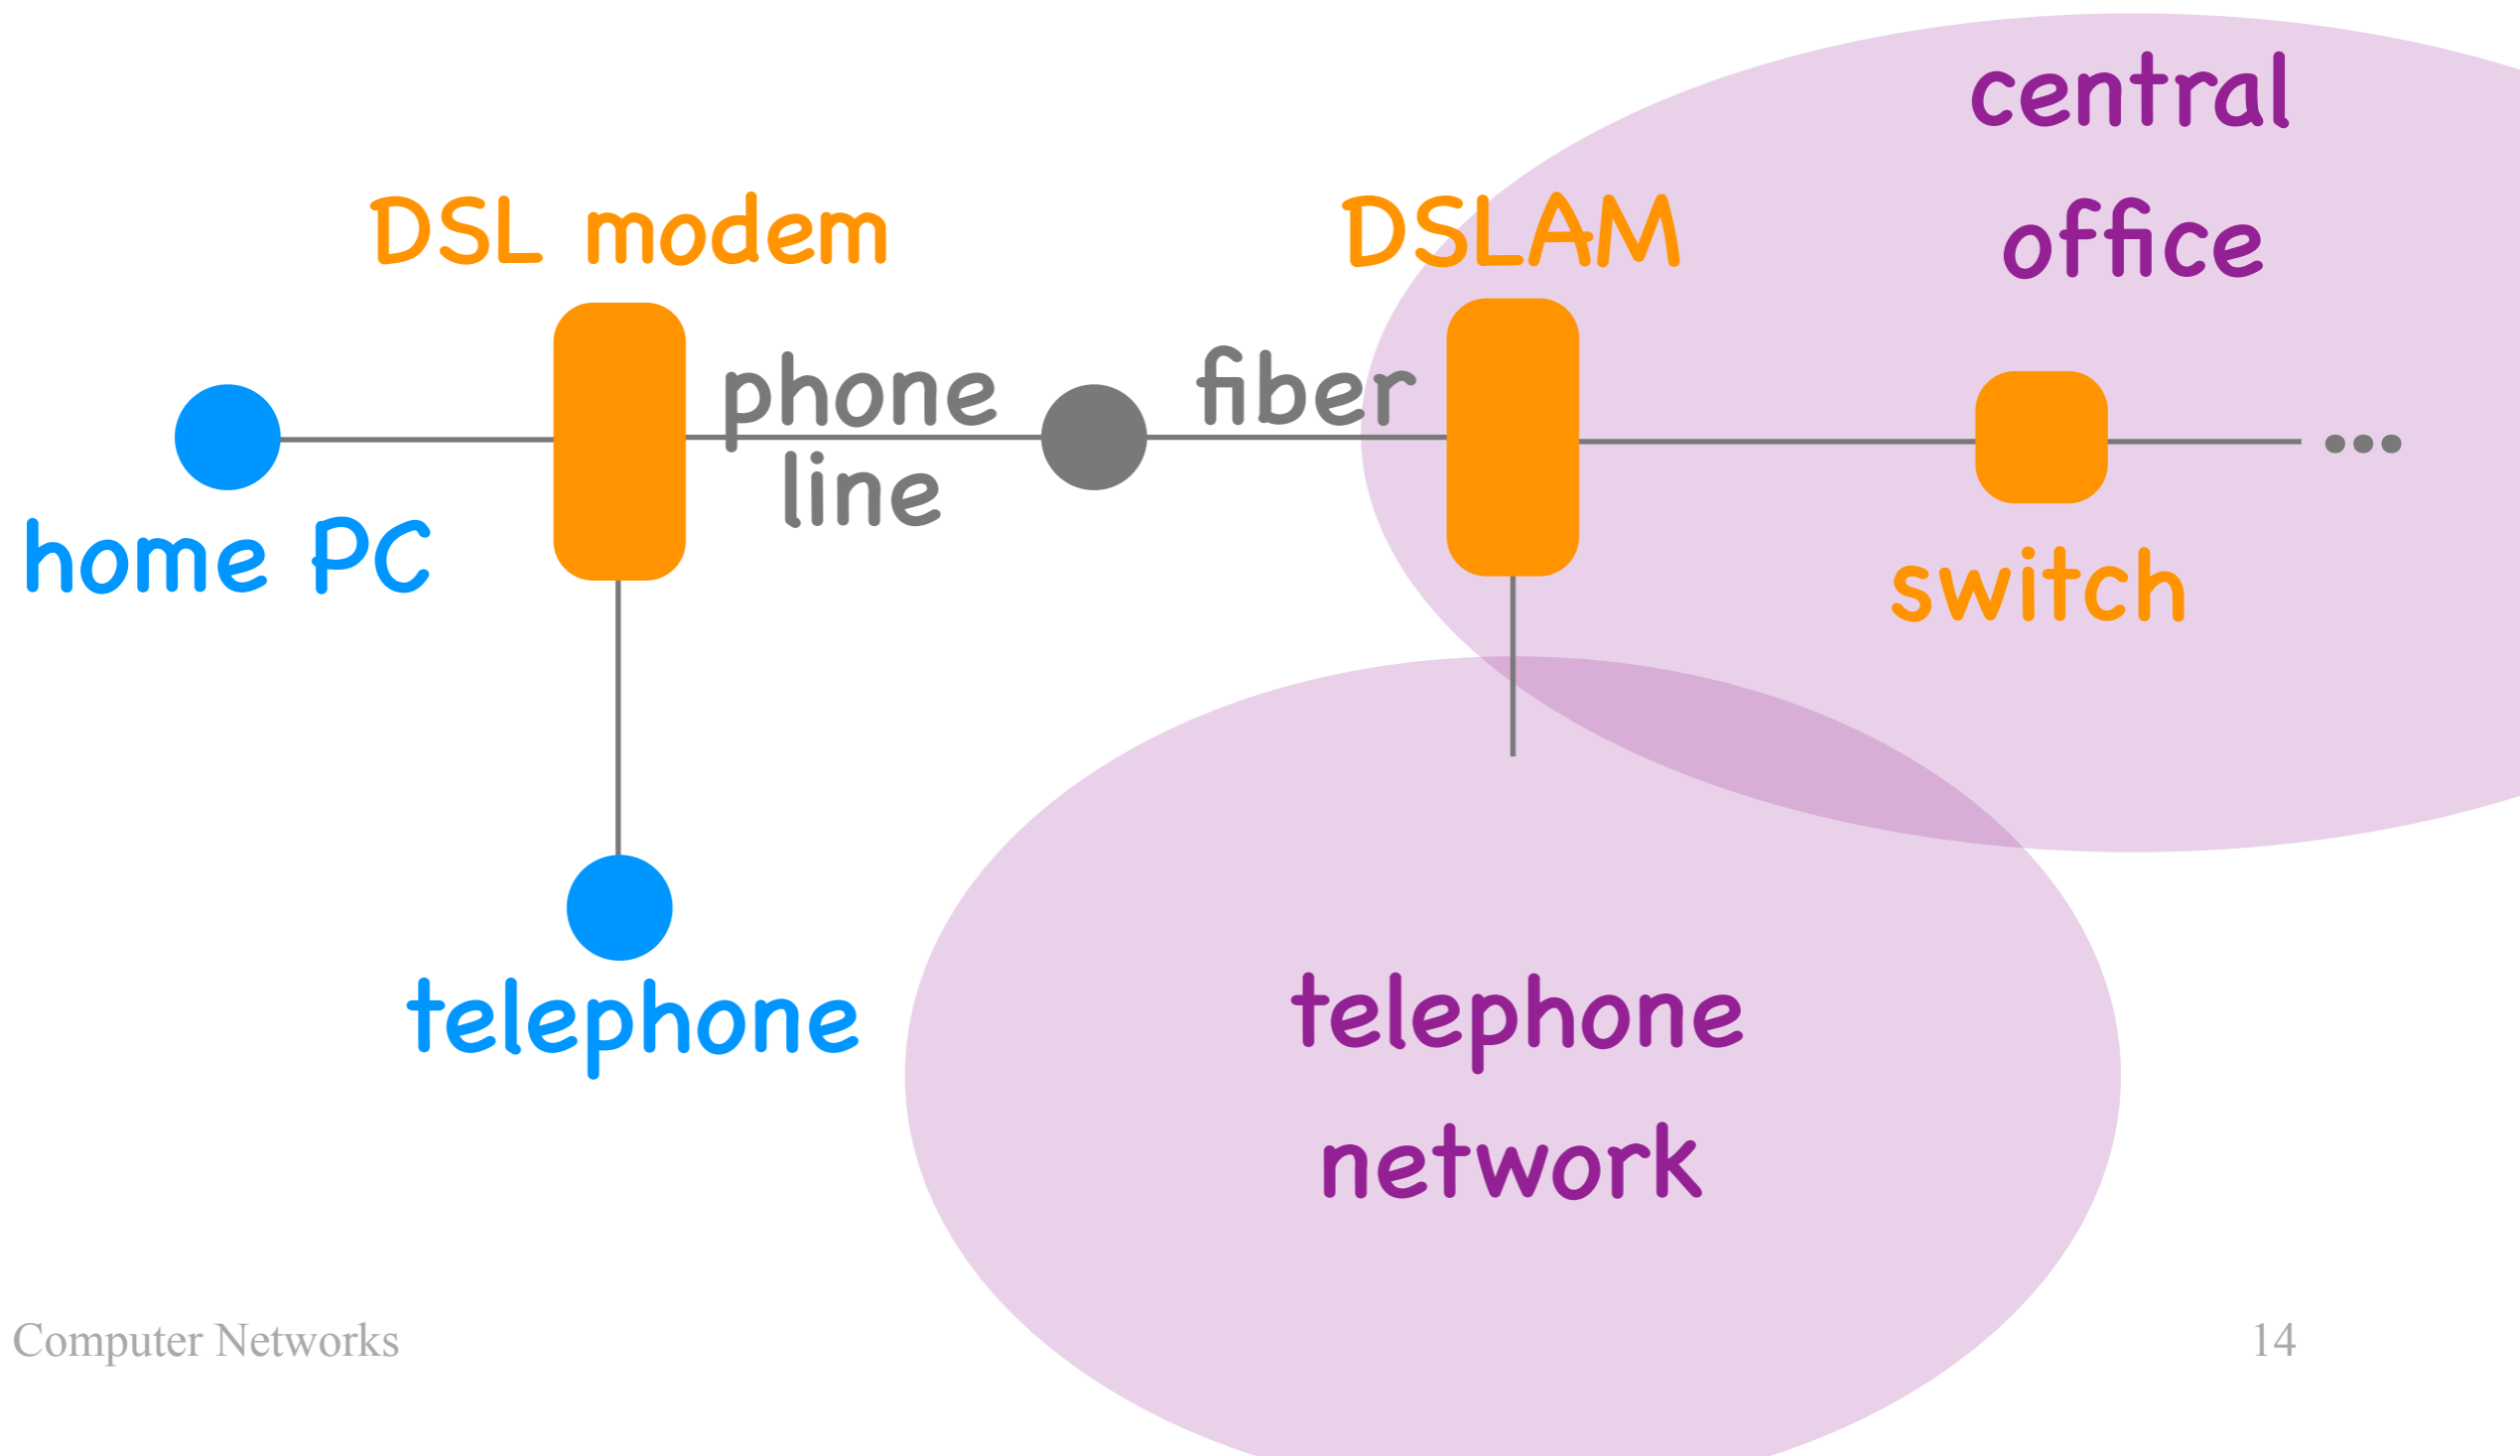 central
office
DSL modem
DSLAM
phone
line
fiber
...
home PC
switch
telephone
telephone
network
Computer Networks
14